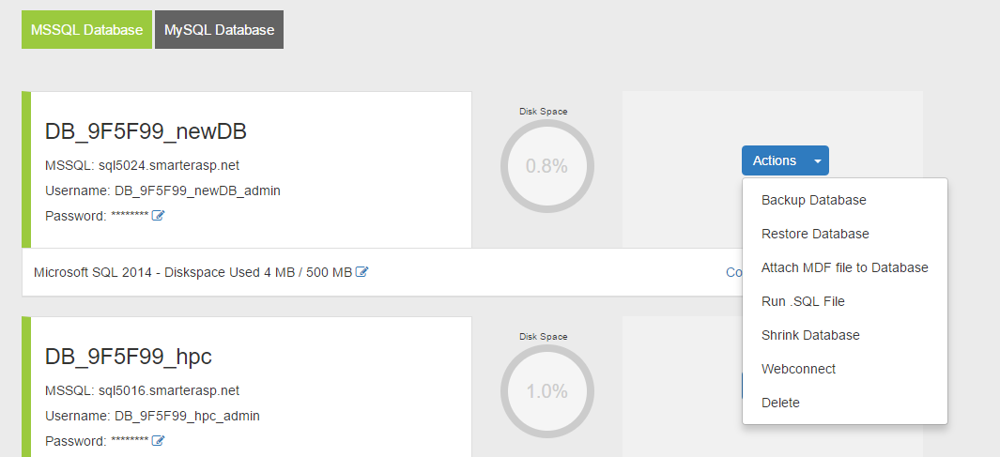 MSSQL Database
MySQL Database
DB_9F5F99_newDB
MSSQL: sql5024.smarterasp.net
Username: DB_9F5F99_newDB_admin
Password: ********
Disk Space
0.8%
Actions
Backup Database
Restore Database
Attach MDF file to Database
Run .SQL File
Shrink Database
Webconnect
Delete
Microsoft SQL 2014 - Diskspace Used 4 MB / 500 MB
Co
DB_9F5F99_hpc
MSSQL: sql5016.smarterasp.net
Username: DB_9F5F99_hpc_admin
Password: ********
Disk Space
1.0%